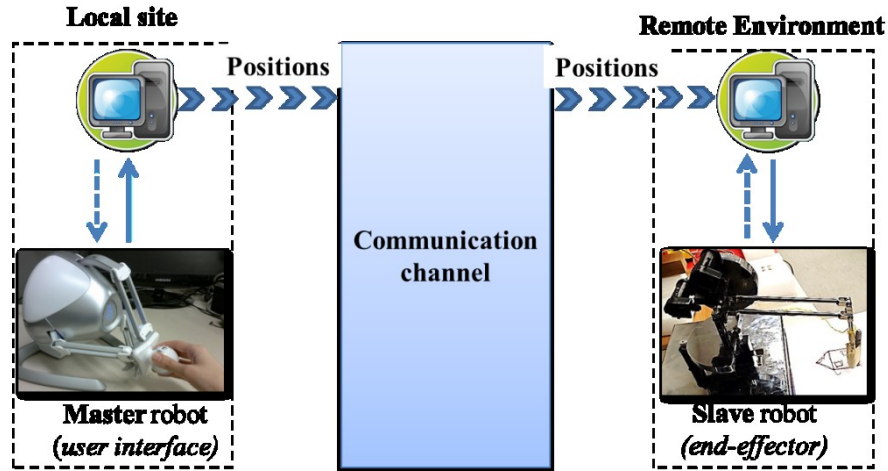 Local site
Remote Environment
Positions
Positions
Communication
channel
Master robot
(user interface)
Slave robot
(end-effector)